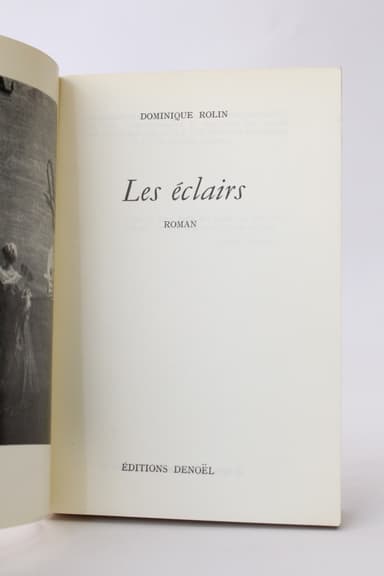 DOMINIQUE ROLIN
Les éclairs
ROMAN
ÉDITIONS DENOËL